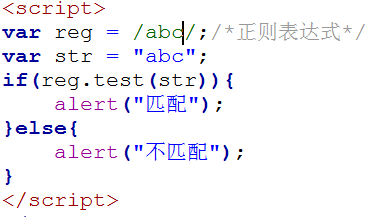 <script>
var reg = /abc/;/*正则表达式*/
var str = "abc";
if(reg.test(str)){
    alert("匹配");
}else{
    alert("不匹配");
}
</script>